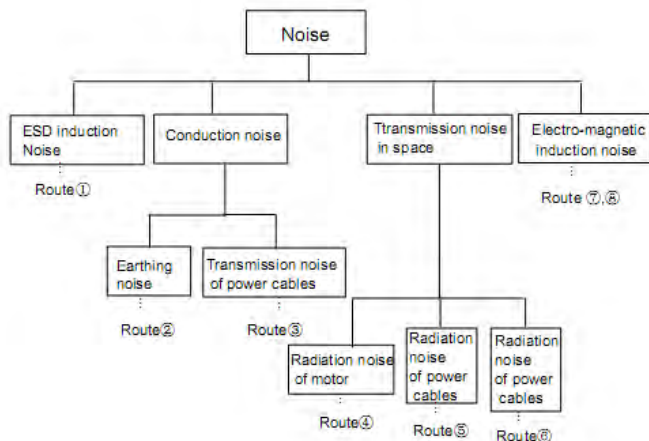 Noise
ESD induction
Noise
Conduction noise
Ttransmission noise
in space
Electro-magnetic
induction noise
Route①
Route ⑦,⑧
Earthing
noise
Transmission noise
of power cables
Route②
Route③
Radiation noise
of motor
Radiation
noise
of power
cables
Radiation
noise
of power
cables
Route④
Route⑤
Route⑥